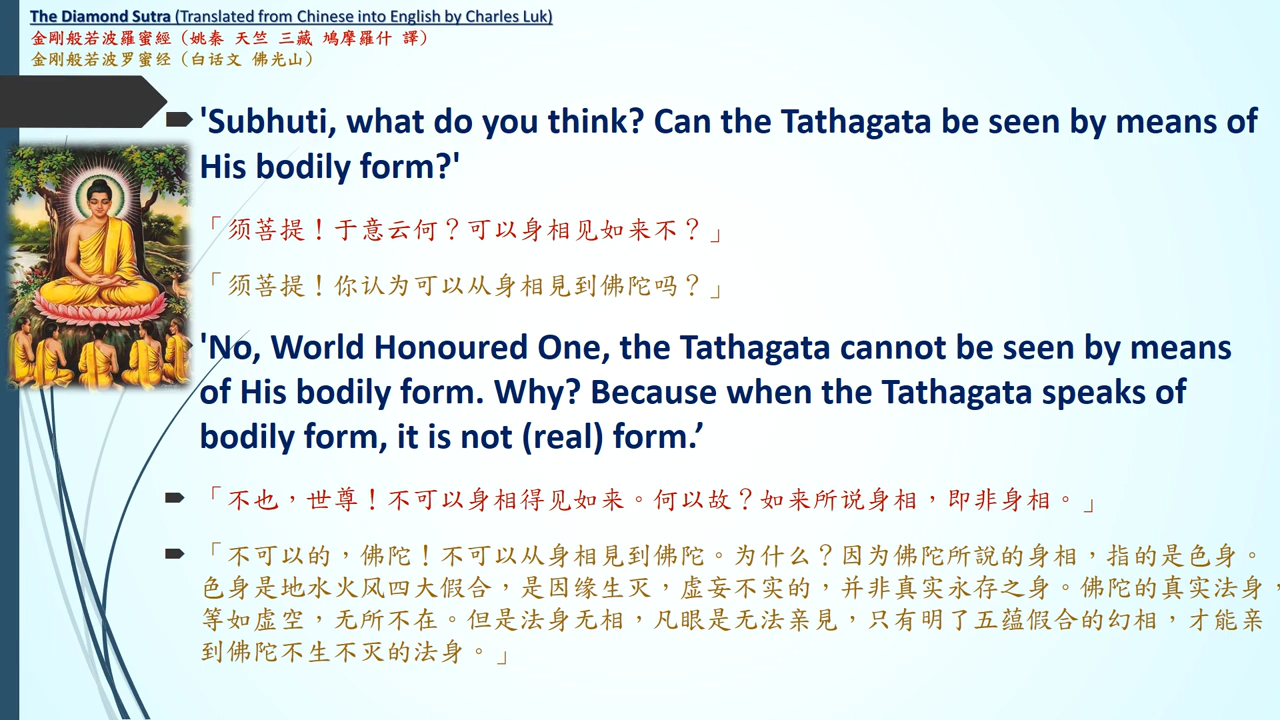 The Diamond Sutra (Translated from Chinese into English by Charles Luk)
金剛般若波羅蜜經（姚秦 天竺 三藏 鳩摩羅什 譯）
金剛般若波罗蜜经（白话文 佛光山）
'Subhuti, what do you think? Can the Tathagata be seen by means of
His bodily form?'
「须菩提！于意云何？可以身相见如来不？」
「须菩提！你认为可以从身相見到佛陀吗？」
'No, World Honoured One, the Tathagata cannot be seen by means
of His bodily form. Why? Because when the Tathagata speaks of
bodily form, it is not (real) form.’
「不也，世尊！不可以身相得见如来。何以故？如来所说身相，即非身相。」
「不可以的，佛陀！不可以从身相見到佛陀。为什么？因为佛陀所說的身相，指的是色身。
色身是地水火风四大假合，是因缘生灭，虚妄不实的，并非真实永存之身。佛陀的真实法身，
等如虚空，无所不在。但是法身无相，凡眼是无法亲見，只有明了五蕴假合的幻相，才能亲
到佛陀不生不灭的法身。」